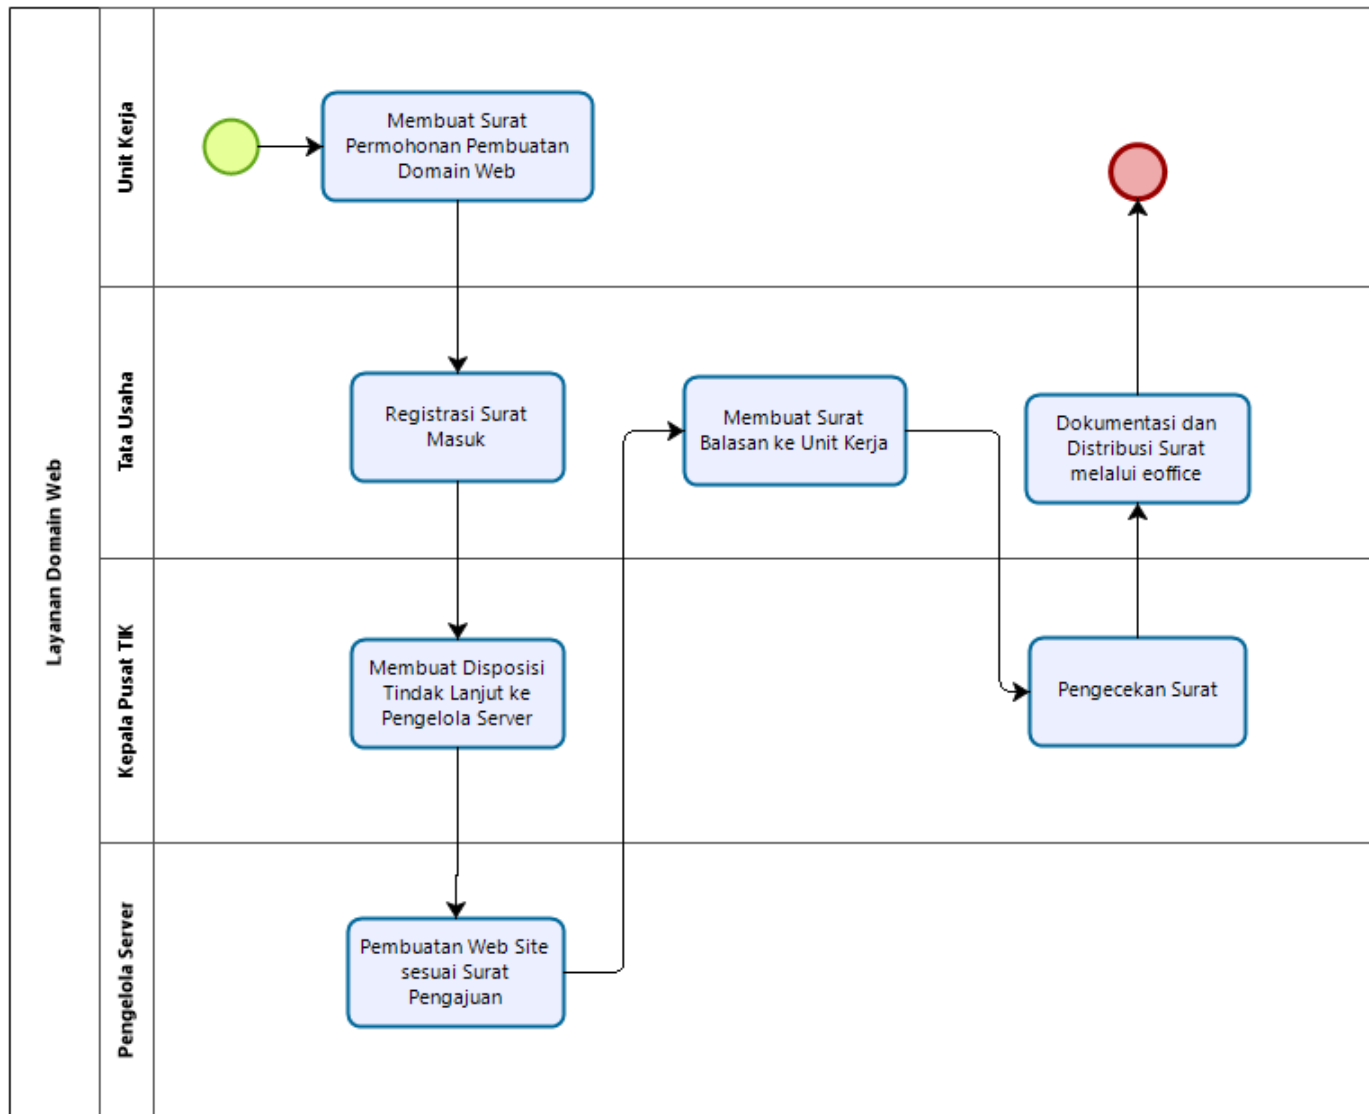 Layanan Domain Web
Unit Kerja
Membuat Surat
Permohonan Pembuatan
Domain Web
Tata Usaha
Registrasi Surat
Masuk
Membuat Surat
Balasan ke Unit Kerja
Dokumentasi dan
Distribusi Surat
melalui eoffice
Kepala Pusat TIK
Membuat Disposisi
Tindak Lanjut ke
Pengelola Server
Pengecekan Surat
Pengelola Server
Pembuatan Web Site
sesuai Surat
Pengajuan